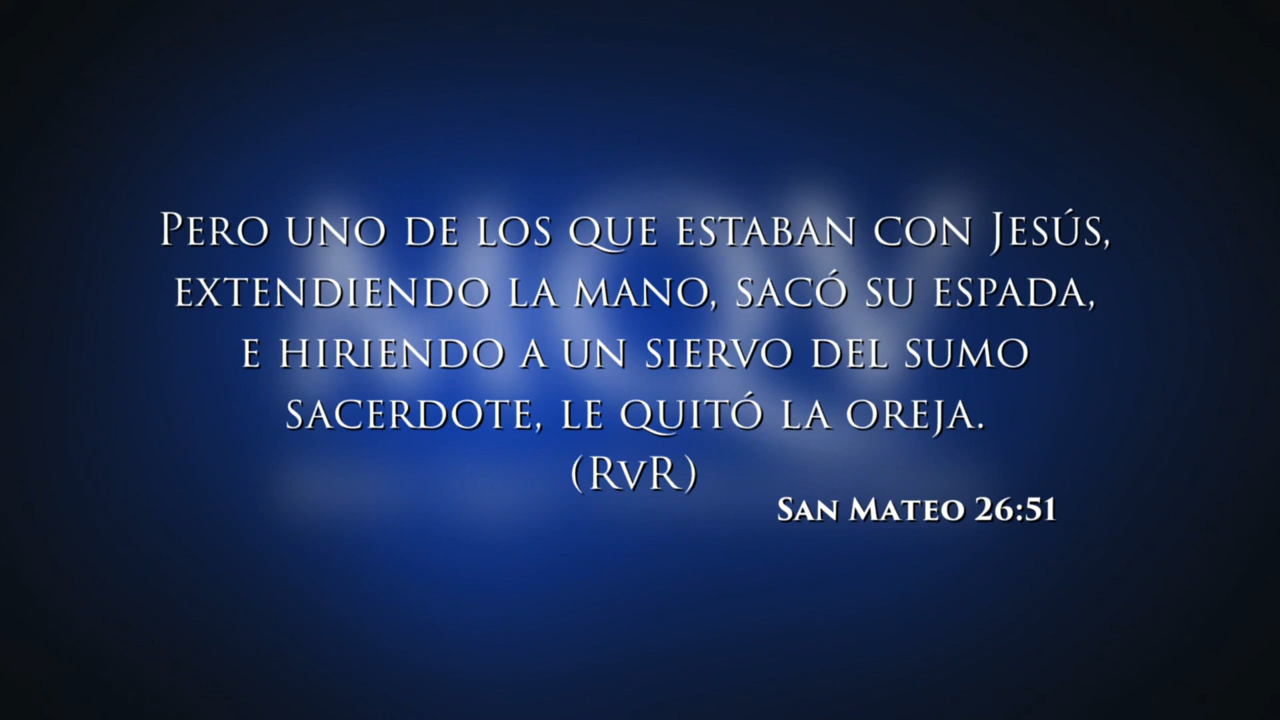 Pero uno de los que estaban con Jesús,
extendiendo la mano, sacó su espada,
e hiriendo a un siervo del sumo
sacerdote, le quitó la oreja.
(RvR)
San Mateo 26:51